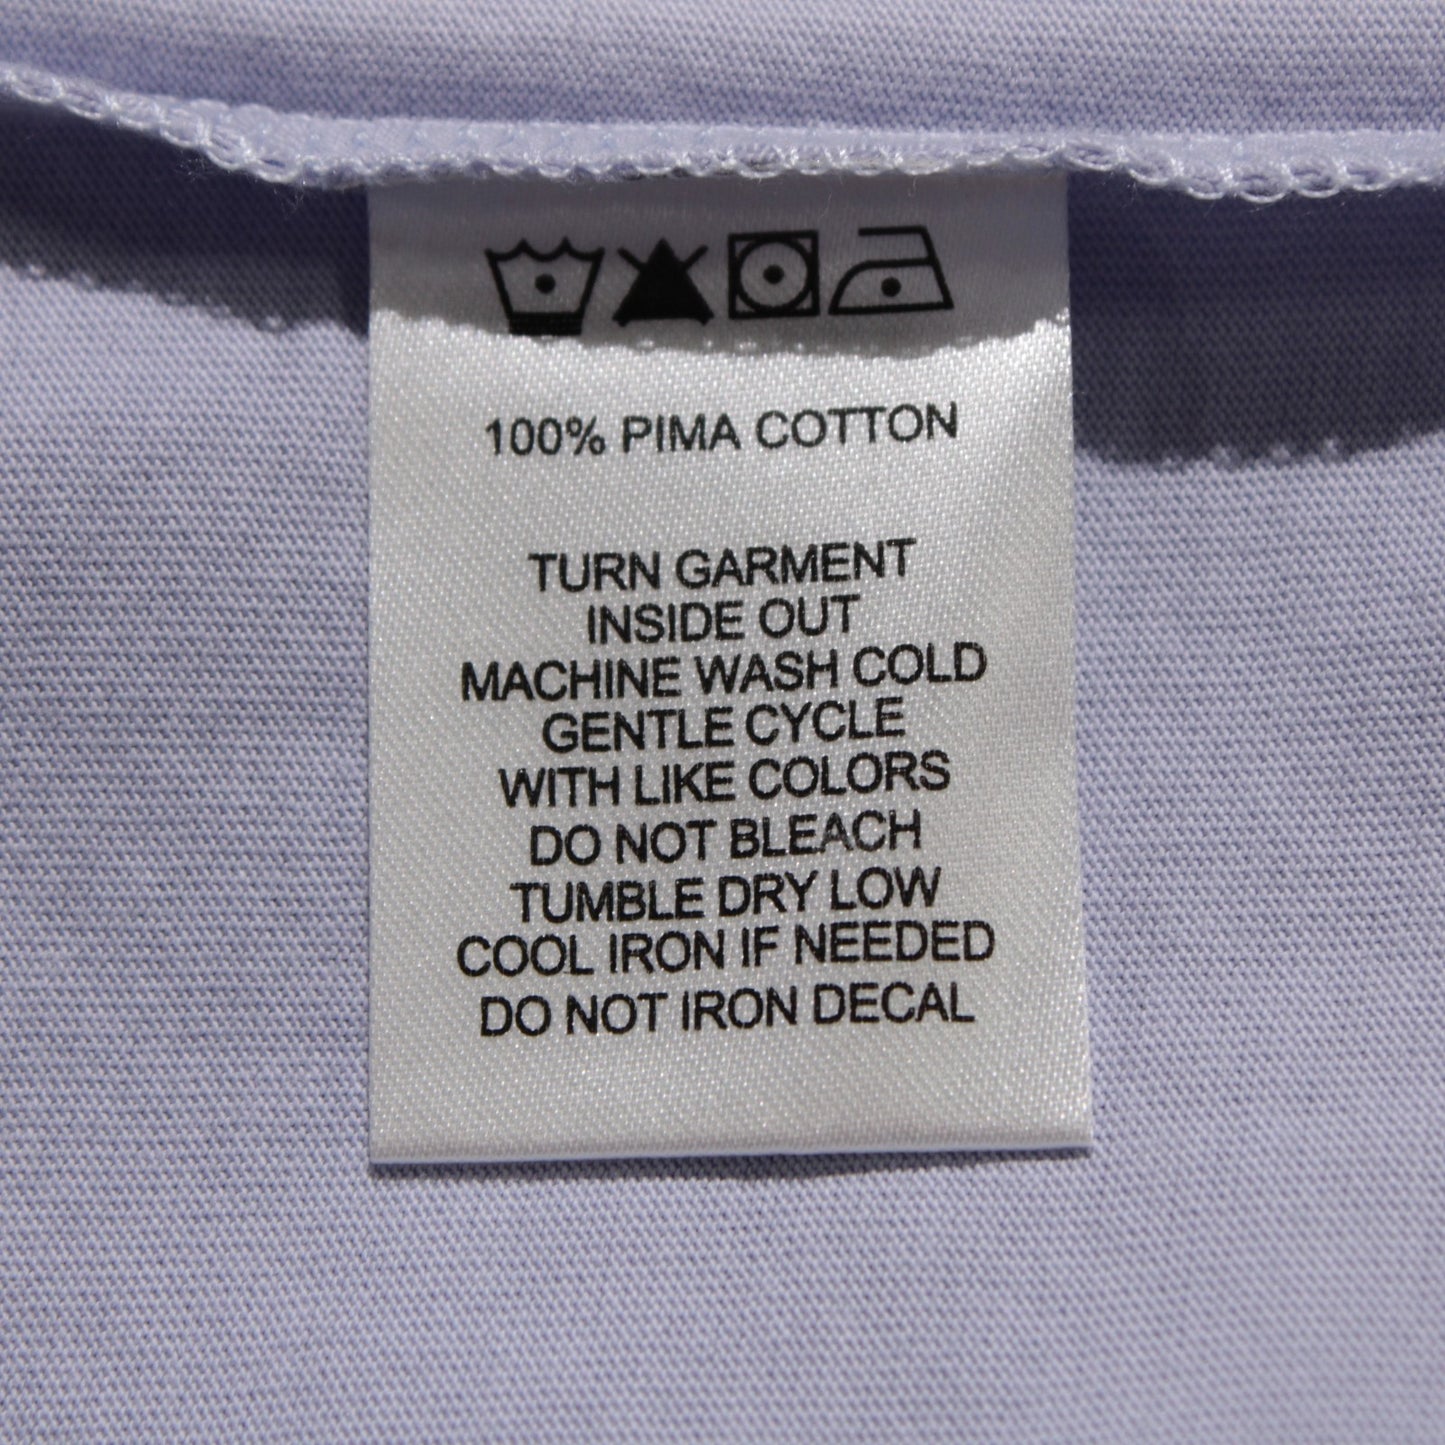 100% PIMA COTTON
TURN GARMENT
INSIDE OUT
MACHINE WASH COLD
GENTLE CYCLE
WITH LIKE COLORS
DO NOT BLEACH
TUMBLE DRY LOW
COOL IRON IF NEEDED
DO NOT IRON DECAL